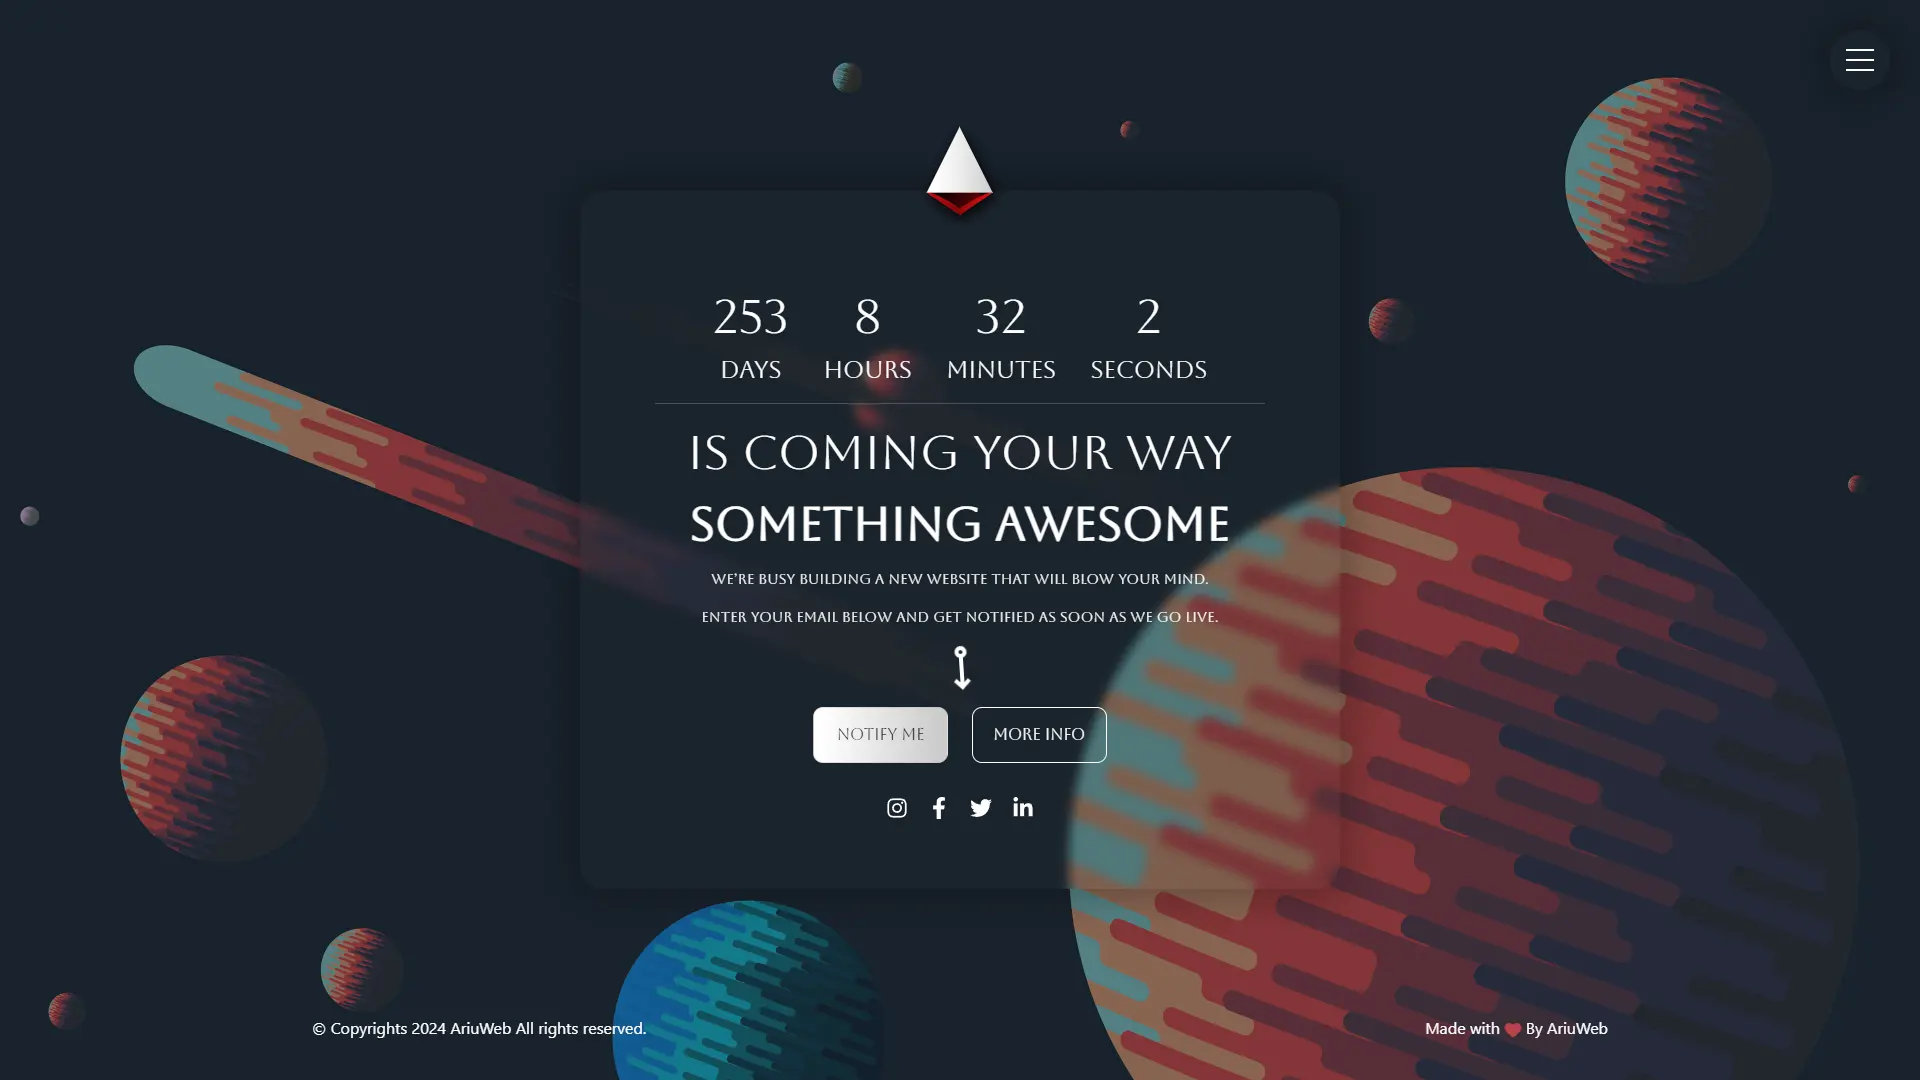 253 8 32 2
DAYS HOURS MINUTES SECONDS
IS COMING YOUR WAY
SOMETHING AWESOME
WE'RE BUSY BUILDING A NEW WEBSITE THAT WILL BLOW YOUR MIND.
ENTER YOUR EMAIL BELOW AND GET NOTIFIED AS SOON AS WE GO LIVE.
NOTIFY ME MORE INFO
© Copyrights 2024 AriuWeb All rights reserved. Made with ❤ By AriuWeb